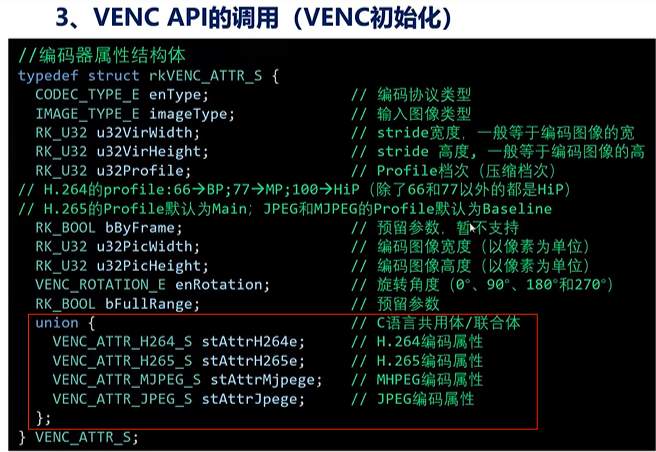 3、VENC API的调用（VENC初始化）
//编码器属性结构体
typedef struct rkVENC_ATTR_S {
CODEC_TYPE_E enType; // 编码协议类型
IMAGE_TYPE_E imageType; // 输入图像类型
RK_U32 u32VirWidth; // stride宽度，一般等于编码图像的宽
RK_U32 u32VirHeight; // stride 高度, 一般等于编码图像的高
RK_U32 u32Profile; // Profile档次（压缩档次）
// H.264的profile:66→BP;77→MP;100→HiP（除了66和77以外的都是HiP）
// H.265的Profile默认为Main；JPEG和MJPEG的Profile默认为Baseline
RK_BOOL bByFrame; // 预留参数，暂不支持
RK_U32 u32PicWidth; // 编码图像宽度（以像素为单位）
RK_U32 u32PicHeight; // 编码图像高度（以像素为单位）
VENC_ROTATION_E enRotation; // 旋转角度（0°、90°、180°和270°）
RK_BOOL bFullRange; // 预留参数
union { // C语言共用体/联合体
VENC_ATTR_H264_S stAttrH264e; // H.264编码属性
VENC_ATTR_H265_S stAttrH265e; // H.265编码属性
VENC_ATTR_MJPEG_S stAttrMjpege; // MHPEG编码属性
VENC_ATTR_JPEG_S stAttrJpege; // JPEG编码属性
};
} VENC_ATTR_S;